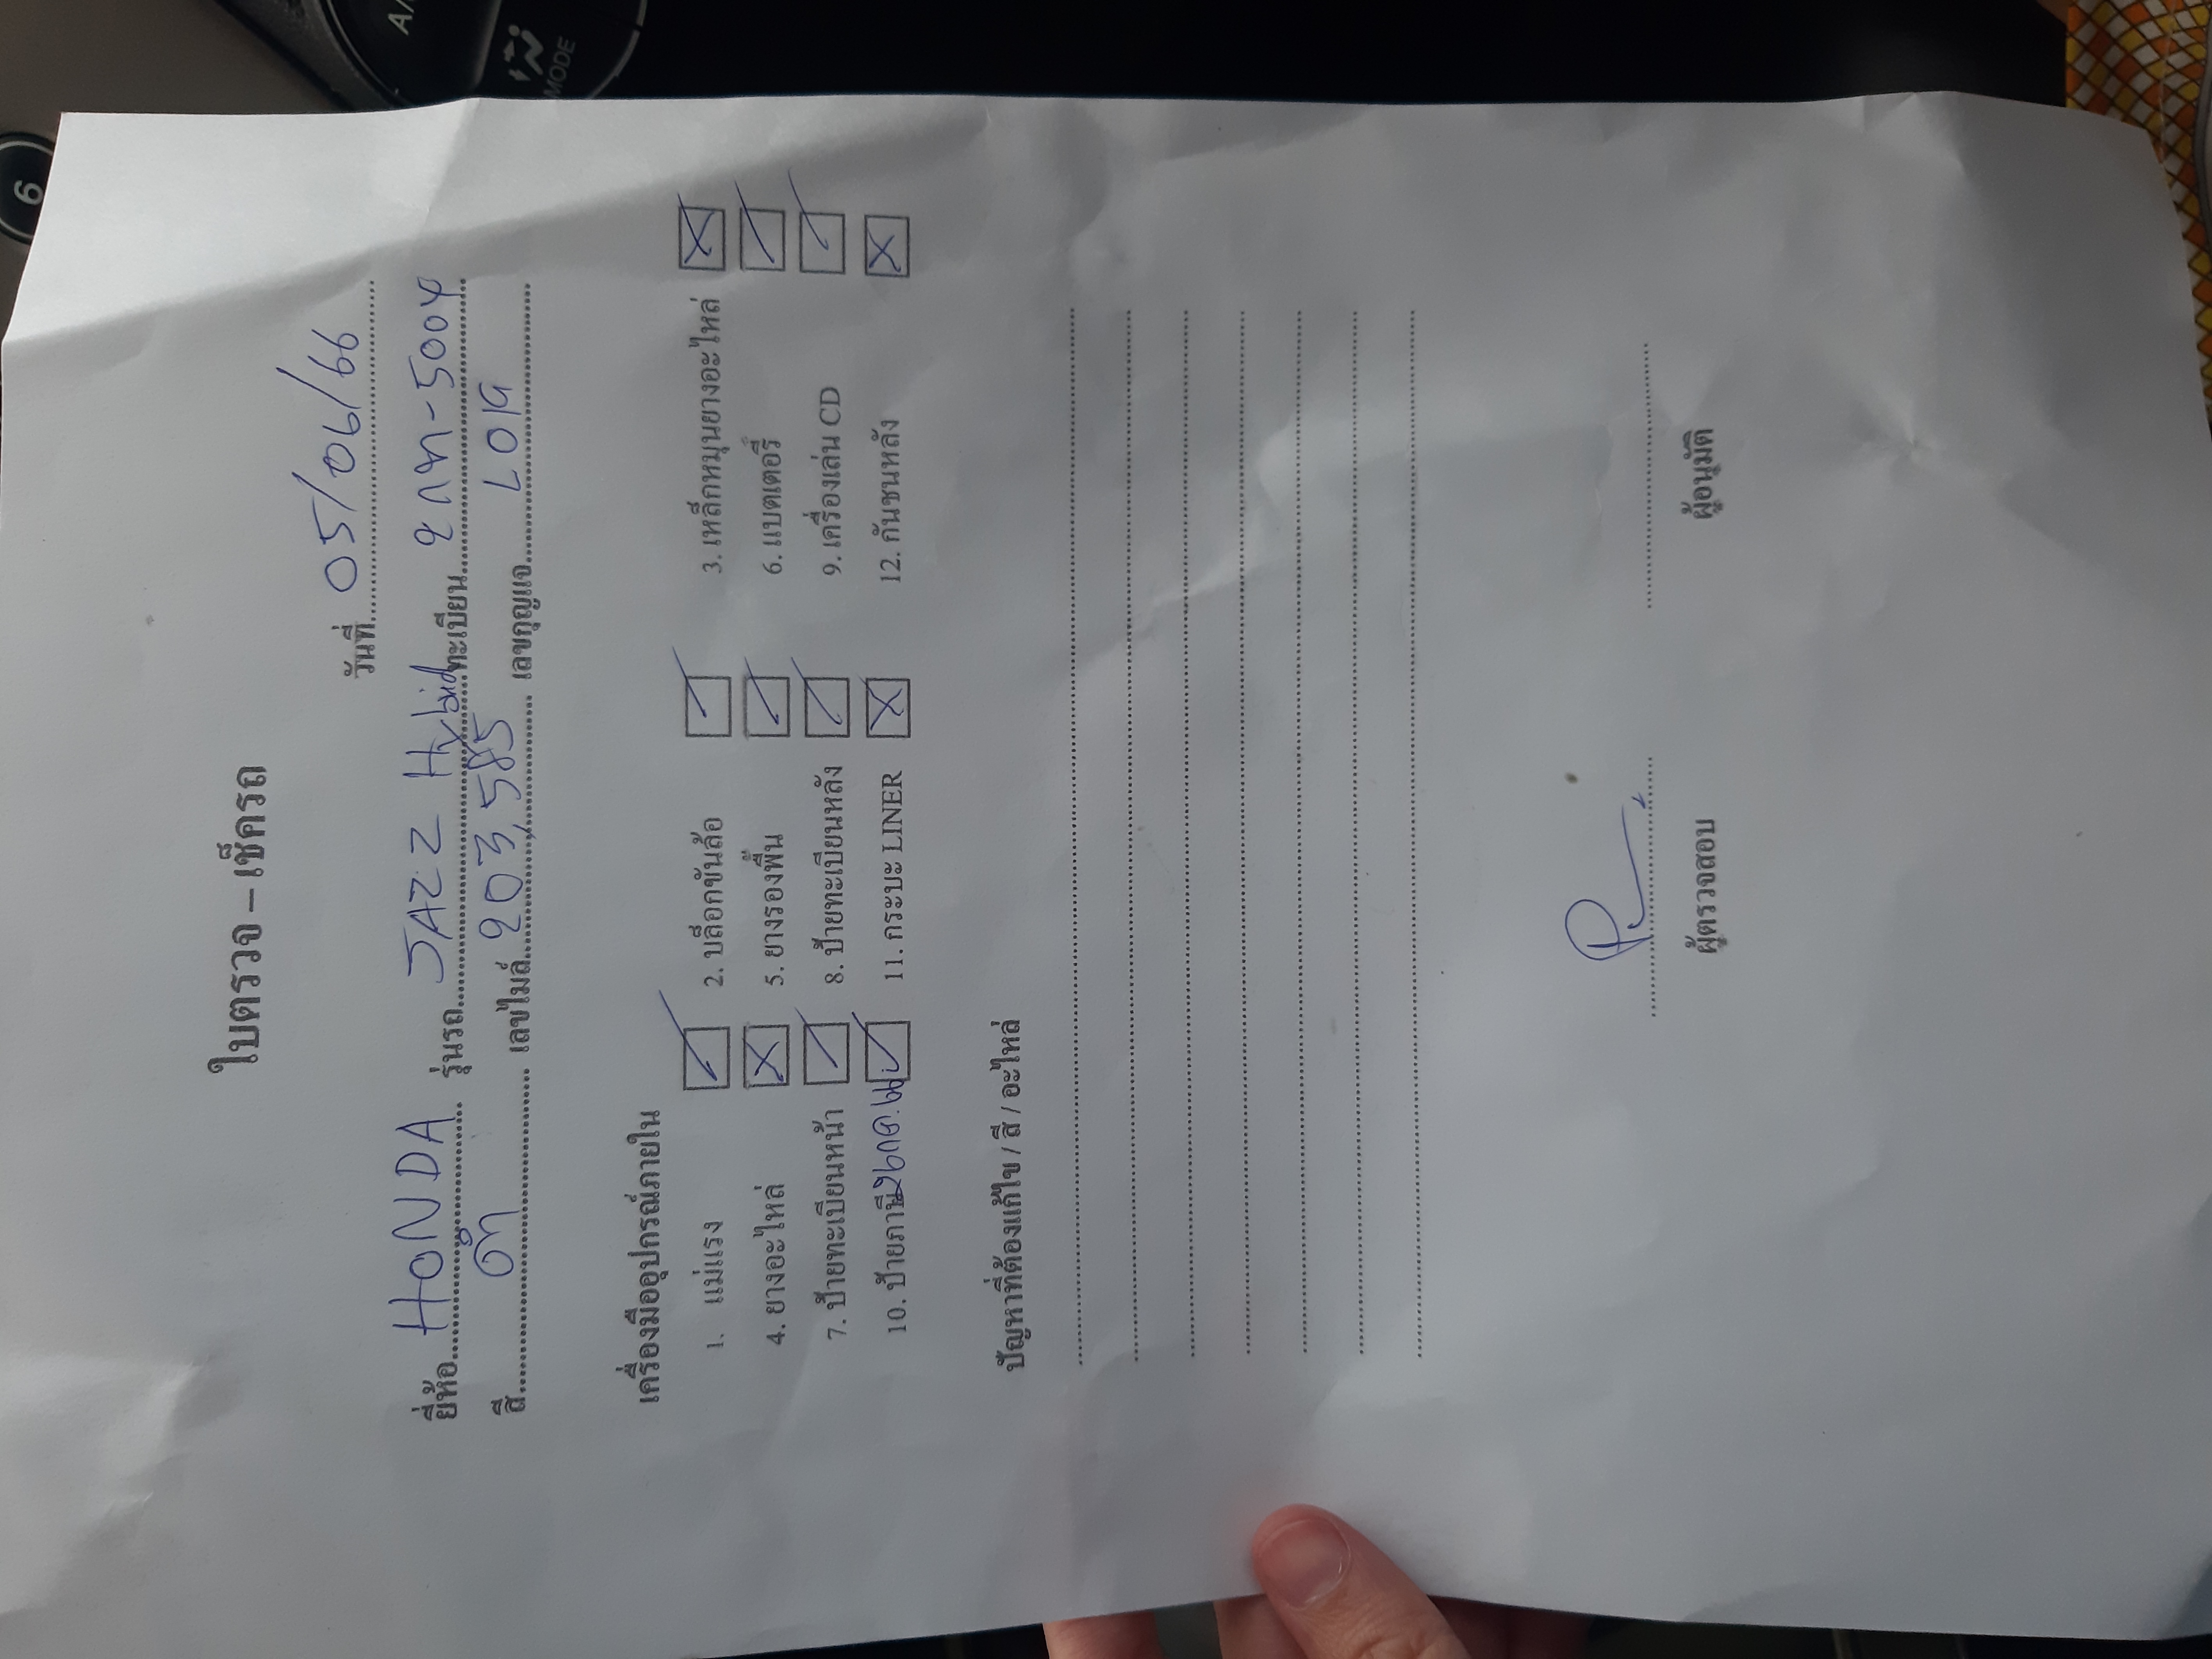 ใบตรวจ – เช็ครถ
วันที่ 05/06/66
ยี่ห้อ HONDA รุ่นรถ JAZZ Hybrid ทะเบียน 2กท-5004
สี ดำ เลขไมล์ 203,585 เลขกุญแจ
เครื่องมืออุปกรณ์ภายใน
1. แม่แรง ✓ 2. บล็อกขันล้อ ✓ 3. เหล็กหมุนยางอะไหล่ X
4. ยางอะไหล่ X 5. ยางรองพื้น ✓ 6. แบตเตอรี่ ✓
7. ป้ายทะเบียนหน้า ✓ 8. ป้ายทะเบียนหลัง ✓ 9. เครื่องเล่น CD ✓
10. ป้ายภาษี ✓ 11. กระบะ LINER X 12. กันชนหลัง X
ปัญหาที่ต้องแก้ไข / สี / อะไหล่
ผู้ตรวจสอบ ผู้อนุมัติ
A/
MODE
6